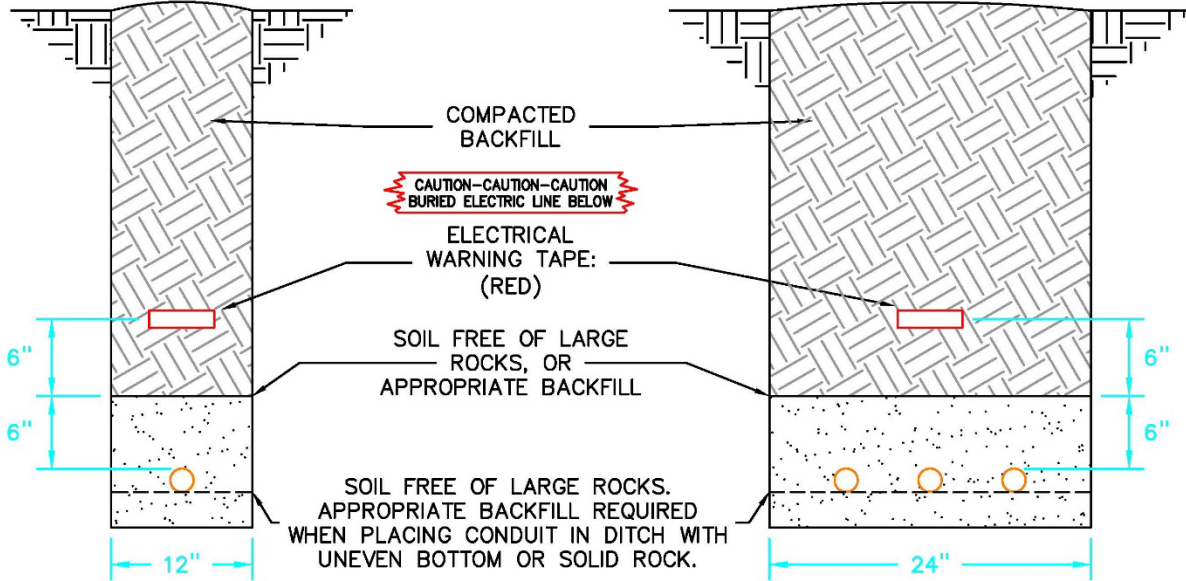 COMPACTED
BACKFILL
CAUTION-CAUTION-CAUTION
BURIED ELECTRIC LINE BELOW
ELECTRICAL
WARNING TAPE:
(RED)
6"
6"
SOIL FREE OF LARGE
ROCKS, OR
APPROPRIATE BACKFILL
6"
6"
SOIL FREE OF LARGE ROCKS.
APPROPRIATE BACKFILL REQUIRED
WHEN PLACING CONDUIT IN DITCH WITH
UNEVEN BOTTOM OR SOLID ROCK.
12"
24"